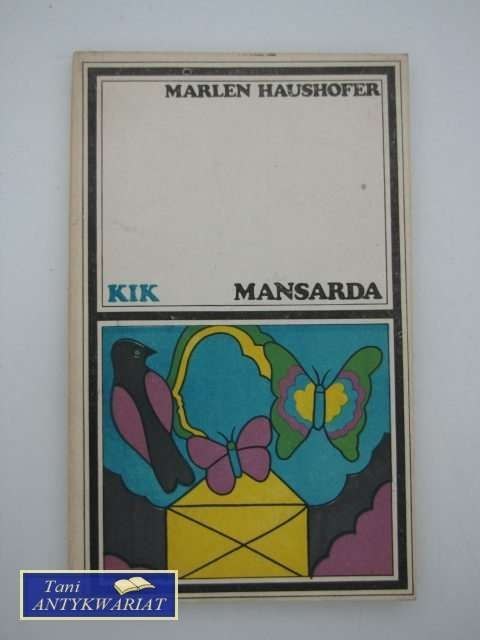 MARLEN HAUSHOFER
KIK MANSARDA
Tani
ANTYKWARIAT